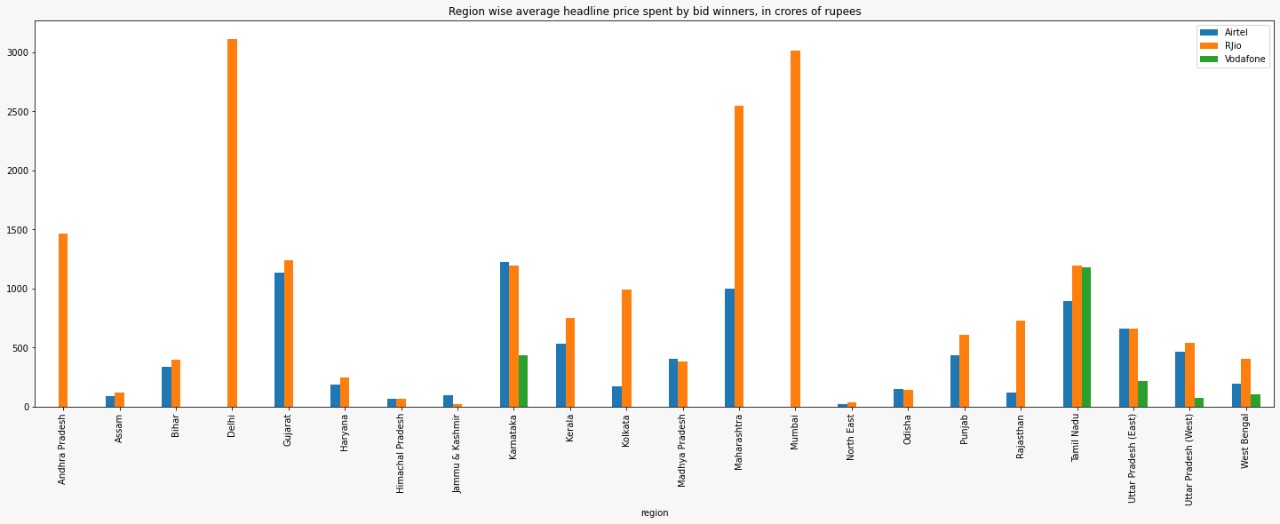 Region wise average headline price spent by bid winners, in crores of rupees
Airtel
RJio
Vodafone
3000
2500
2000
1500
1000
500
0
Andhra Pradesh
Assam
Bihar
Delhi
Gujarat
Haryana
Himachal Pradesh
Jammu & Kashmir
Karnataka
Kerala
Kolkata
Madhya Pradesh
Maharashtra
Mumbai
North East
Odisha
Punjab
Rajasthan
Tamil Nadu
Uttar Pradesh (East)
Uttar Pradesh (West)
West Bengal
region